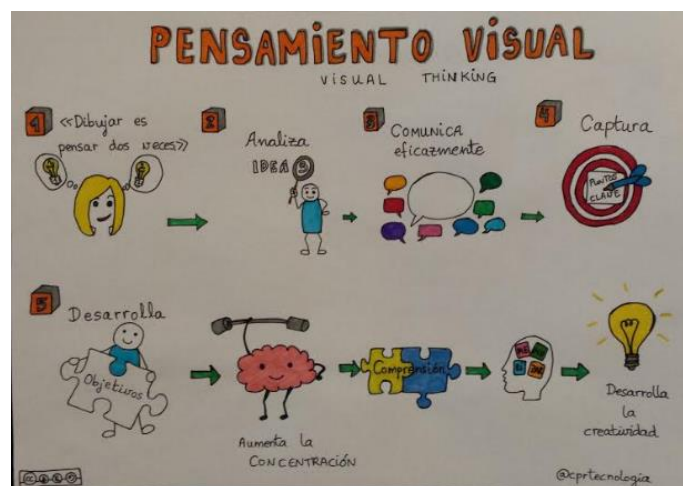 PENSAMIENTO VISUAL
VISUAL THINKING
1 «Dibujar es
pensar dos veces»
2
Analiza
IDEA
3 COMUNICA
eficazmente
4 Captura
PUNTOS
CLAVE
5 Desarrolla
Objetivos
Aumenta la
CONCENTRACIÓN
Comprensión
Desarrolla
la
creatividad
@cprtecnologia